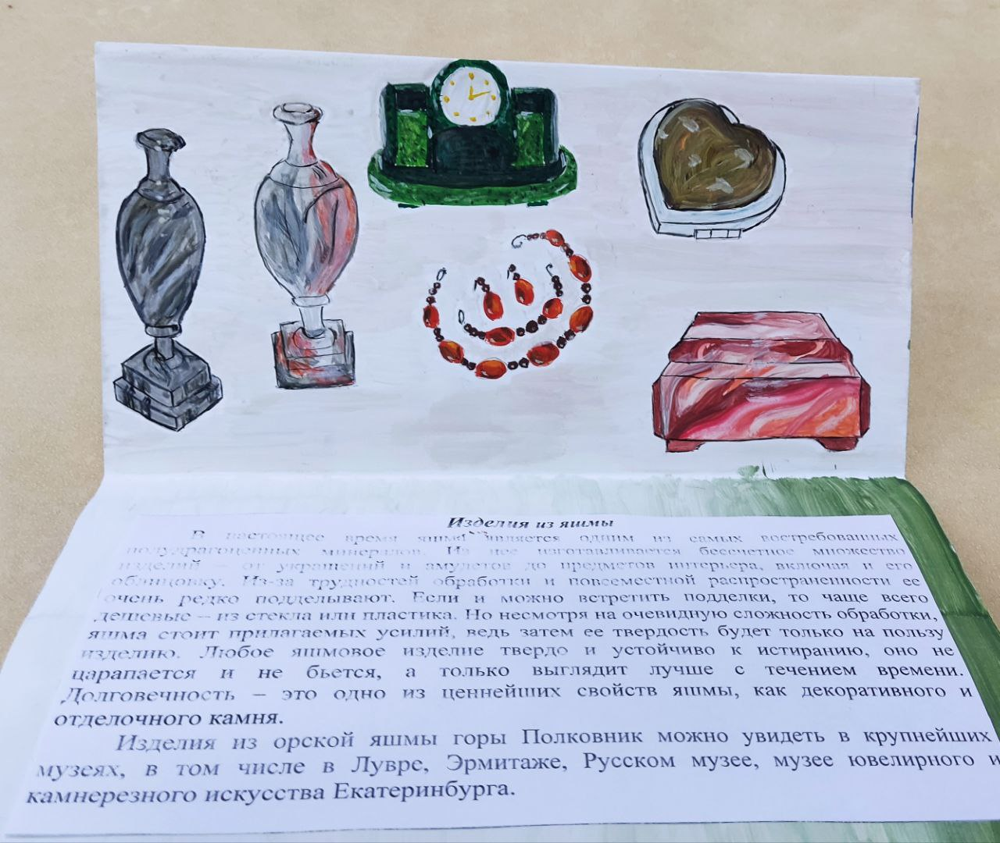 Изделия из яшмы
В настоящее время яшма является одним из самых востребованных
полудрагоценных минералов. Из нее изготавливается бессчетное множество
изделий – от украшений и амулетов до предметов интерьера, включая и его
облицовку. Из-за трудностей обработки и повсеместной распространенности ее
очень редко подделывают. Если и можно встретить подделки, то чаще всего
дешевые – из стекла или пластика. Но несмотря на очевидную сложность обработки,
яшма стоит прилагаемых усилий, ведь затем ее твердость будет только на пользу
изделию. Любое яшмовое изделие твердо и устойчиво к истиранию, оно не
царапается и не бьется, а только выглядит лучше с течением времени.
Долговечность – это одно из ценнейших свойств яшмы, как декоративного и
отделочного камня.
Изделия из орской яшмы горы Полковник можно увидеть в крупнейших
музеях, в том числе в Лувре, Эрмитаже, Русском музее, музее ювелирного и
камнерезного искусства Екатеринбурга.